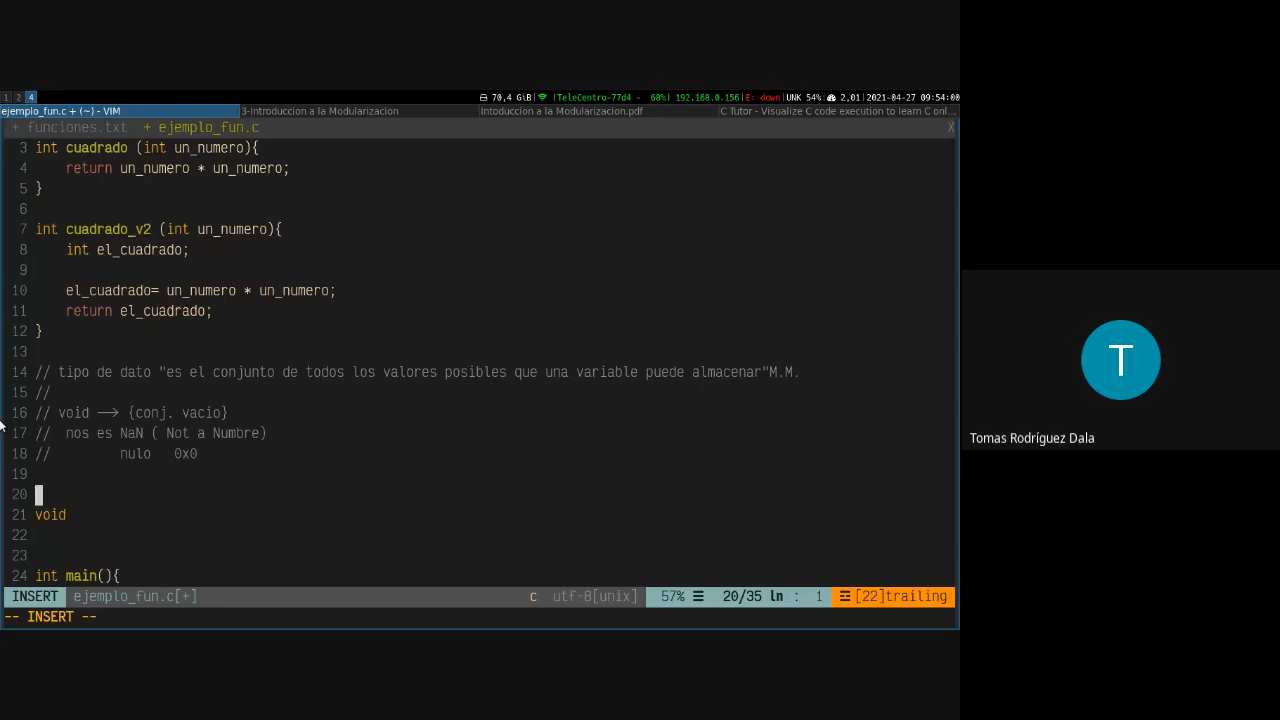 1 2 4 70,4 GiB| |TeleCentro-77d4 - 68%) 192.168.0.156|E: down|UNK 54%| 2,01|2021-04-27 09:54:00
ejemplo_fun.c + (~) - VIM 3-Introduccion a la Modularizacion Intoduccion a la Modularizacion.pdf C Tutor - Visualize C code execution to learn C onl...
+ funciones.txt + ejemplo_fun.c X
3 int cuadrado (int un_numero){
4 return un_numero * un_numero;
5 }
6
7 int cuadrado_v2 (int un_numero){
8 int el_cuadrado;
9
10 el_cuadrado= un_numero * un_numero;
11 return el_cuadrado;
12 }
13
14 // tipo de dato "es el conjunto de todos los valores posibles que una variable puede almacenar"M.M.
15 //
16 // void —> {conj. vacio}
17 // nos es NaN ( Not a Numbre)
18 // nulo 0x0
19
20
21 void
22
23
24 int main(){
INSERT ejemplo_fun.c[+] c utf-8[unix] 57% ☰ 20/35 ln : 1 [22]trailing
-- INSERT --
T
Tomas Rodríguez Dala